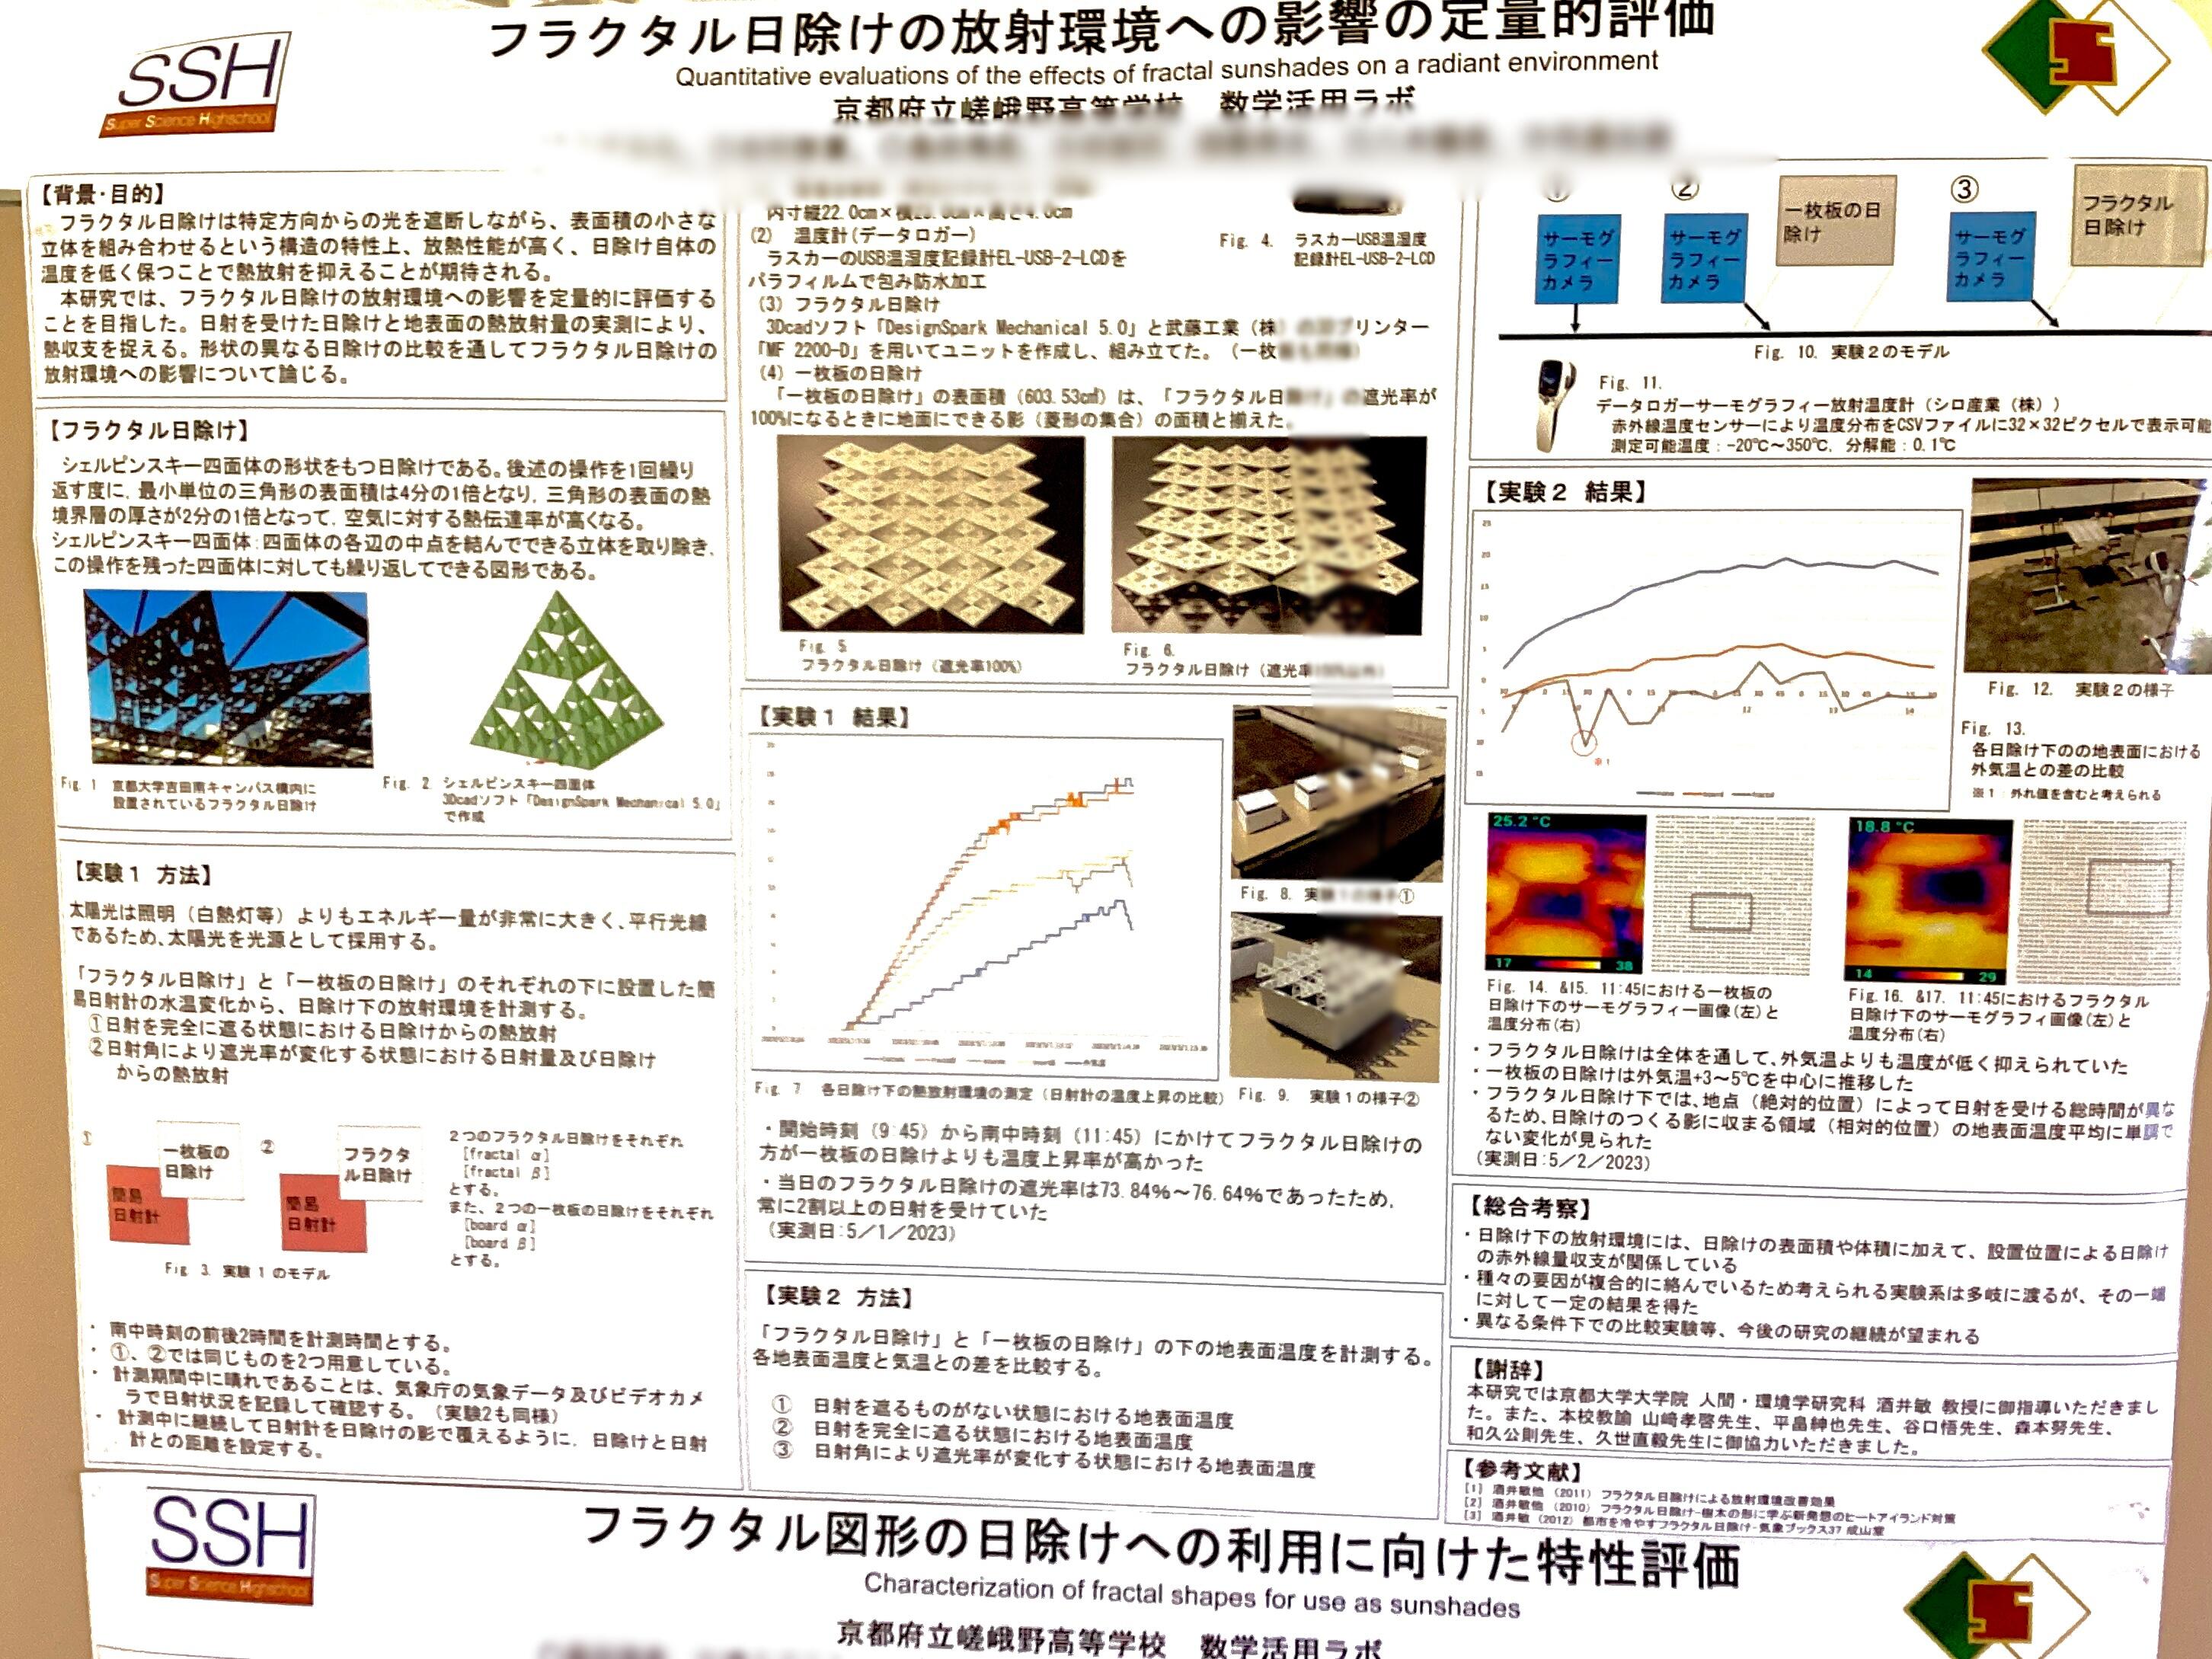 フラクタル日除けの放射環境への影響の定量的評価
Quantitative evaluations of the effects of fractal sunshades on a radiant environment
京都府立嵯峨野高等学校 数学活用ラボ
SSH
Super Science Highschool
【背景・目的】
フラクタル日除けは特定方向からの光を遮断しながら、表面積の小さな
立体を組み合わせるという構造の特性上、放熱性能が高く、日除け自体の
温度を低く保つことで熱放射を抑えることが期待される。
本研究では、フラクタル日除けの放射環境への影響を定量的に評価する
ことを目指した。日射を受けた日除けと地表面の熱放射量の実測により、
熱収支を捉える。形状の異なる日除けの比較を通してフラクタル日除けの
放射環境への影響について論じる。
【フラクタル日除け】
シェルピンスキー四面体の形状をもつ日除けである。後述の操作を1回繰り
返す度に、最小単位の三角形の表面積は4分の1倍となり、三角形の表面の熱
境界層の厚さが2分の1倍となって、空気に対する熱伝達率が高くなる。
シェルピンスキー四面体:四面体の各辺の中点を結んでできる立体を取り除き、
この操作を残った四面体に対しても繰り返してできる図形である。
Fig. 1 京都大学吉田南キャンパス構内に
設置されているフラクタル日除け
Fig. 2. シェルピンスキー四面体
3Dcadソフト「DesignSpark Mechanical 5.0」
で作成
【実験1 方法】
太陽光は照明(白熱灯等)よりもエネルギー量が非常に大きく、平行光線
であるため、太陽光を光源として採用する。
「フラクタル日除け」と「一枚板の日除け」のそれぞれの下に設置した簡
易日射計の水温変化から、日除け下の放射環境を計測する。
①日射を完全に遮る状態における日除けからの熱放射
②日射角により遮光率が変化する状態における日射量及び日除け
からの熱放射
①
一枚板の
日除け
簡易
日射計
②
フラクタ
ル日除け
簡易
日射計
2つのフラクタル日除けをそれぞれ
[fractal α]
[fractal β]
とする。
また、2つの一枚板の日除けをそれぞれ
[board α]
[board β]
とする。
Fig 3. 実験1のモデル
・ 南中時刻の前後2時間を計測時間とする。
・ ①、②では同じものを2つ用意している。
・ 計測期間中に晴れであることは、気象庁の気象データ及びビデオカメ
ラで日射状況を記録して確認する。(実験2も同様)
・ 計測中に継続して日射計を日除けの影で覆えるように、日除けと日射
計との距離を設定する。
内寸縦22.0cm×横
(2) 温度計(データロガー)
ラスカーのUSB温湿度記録計EL-USB-2-LCDを
パラフィルムで包み防水加工
Fig. 4. ラスカーUSB温湿度
記録計EL-USB-2-LCD
(3) フラクタル日除け
3Dcadソフト「DesignSpark Mechanical 5.0」と武藤工業(株 リンター
「MF 2200-D」を用いてユニットを作成し、組み立てた。(一枚
(4) 一枚板の日除け
「一枚板の日除け」の表面積(603.53c㎡)は、「フラクタル日 遮光率が
100%になるときに地面にできる影(菱形の集合)の面積と揃えた。
Fig. 5.
フラクタル日除け(遮光率100%)
Fig. 6.
フラクタル日除け(遮光率
【実験1 結果】
Fig. 7 各日除け下の熱放射環境の測定(日射計の温度上昇の比較)
Fig. 8. 実 ①
Fig. 9. 実験1の様子②
・開始時刻(9:45)から南中時刻(11:45)にかけてフラクタル日除けの
方が一枚板の日除けよりも温度上昇率が高かった
・当日のフラクタル日除けの遮光率は73.84%~76.64%であったため、
常に2割以上の日射を受けていた
(実測日:5/1/2023)
【実験2 方法】
「フラクタル日除け」と「一枚板の日除け」の下の地表面温度を計測する。
各地表面温度と気温との差を比較する。
① 日射を遮るものがない状態における地表面温度
② 日射を完全に遮る状態における地表面温度
③ 日射角により遮光率が変化する状態における地表面温度
②
③
サーモグ
ラフィー
カメラ
サーモグ
ラフィー
カメラ
一枚板の日
除け
サーモグ
ラフィー
カメラ
フラクタル
日除け
Fig. 10. 実験2のモデル
Fig. 11.
データロガーサーモグラフィー放射温度計(シロ産業(株))
赤外線温度センサーにより温度分布をCSVファイルに32×32ピクセルで表示可能
測定可能温度:-20℃~350℃, 分解能:0.1℃
【実験2 結果】
※1
Fig. 12. 実験2の様子
Fig. 13.
各日除け下のの地表面における
外気温との差の比較
※1:外れ値を含むと考えられる
25.2 °C
17 38
18.8 °C
14 29
Fig. 14. &15. 11:45における一枚板の
日除け下のサーモグラフィー画像(左)と
温度分布(右)
Fig.16. &17. 11:45におけるフラクタル
日除け下のサーモグラフィ画像(左)と
温度分布(右)
・フラクタル日除けは全体を通して、外気温よりも温度が低く抑えられていた
・一枚板の日除けは外気温+3~5℃を中心に推移した
・フラクタル日除け下では、地点(絶対的位置)によって日射を受ける総時間が異な
るため、日除けのつくる影に収まる領域(相対的位置)の地表面温度平均に単調で
ない変化が見られた
(実測日:5/2/2023)
【総合考察】
・日除け下の放射環境には、日除けの表面積や体積に加えて、設置位置による日除け
の赤外線量収支が関係している
・種々の要因が複合的に絡んでいるため考えられる実験系は多岐に渡るが、その一端
に対して一定の結果を得た
・異なる条件下での比較実験等、今後の研究の継続が望まれる
【謝辞】
本研究では京都大学大学院 人間・環境学研究科 酒井敏 教授に御指導いただきまし
た。また、本校教諭 山崎孝啓先生、平畠紳也先生、谷口悟先生、森本努先生、
和久公則先生、久世直毅先生に御協力いただきました。
【参考文献】
[1] 酒井敏他 (2011) フラクタル日除けによる放射環境改善効果
[2] 酒井敏他 (2010) フラクタル日除け-樹木の形に学ぶ新発想のヒートアイランド対策
[3] 酒井敏 (2012) 都市を冷やすフラクタル日除け-気象ブックス37 成山堂
SSH
Super Science Highschool
フラクタル図形の日除けへの利用に向けた特性評価
Characterization of fractal shapes for use as sunshades
京都府立嵯峨野高等学校 数学活用ラボ